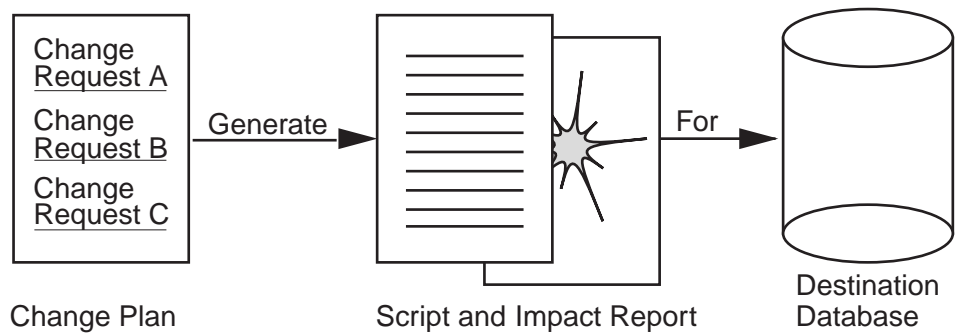 Change
Request A
Change
Request B
Change
Request C
Generate
For
Change Plan
Script and Impact Report
Destination
Database